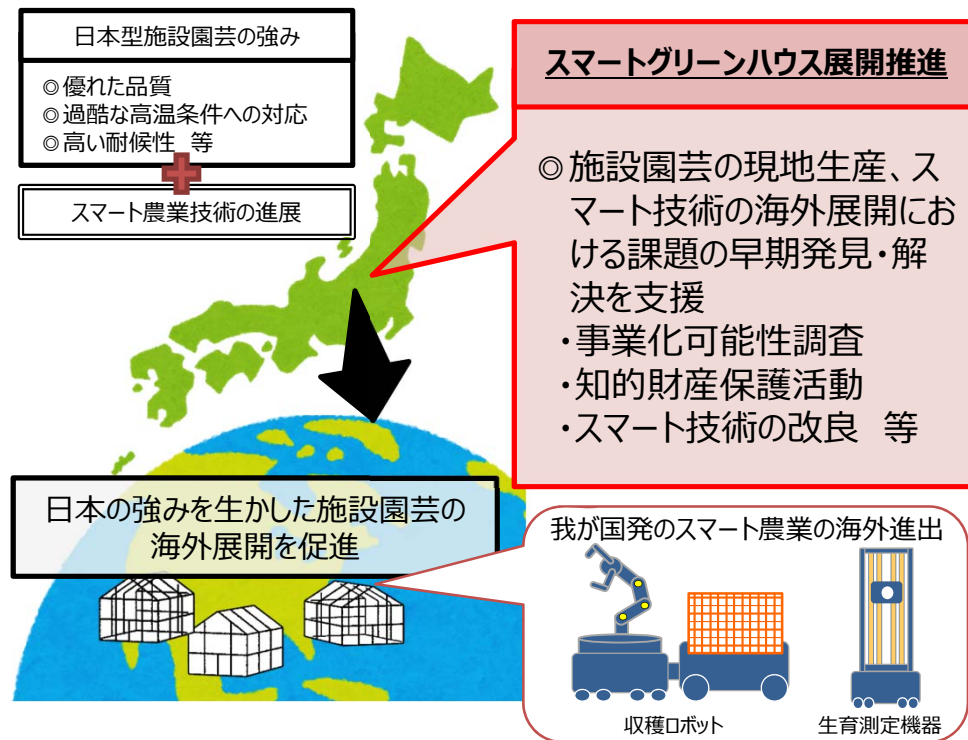 日本型施設園芸の強み
◎優れた品質
◎過酷な高温条件への対応
◎高い耐候性 等
スマート農業技術の進展
スマートグリーンハウス展開推進
◎施設園芸の現地生産、ス
マート技術の海外展開にお
ける課題の早期発見・解
決を支援
・事業化可能性調査
・知的財産保護活動
・スマート技術の改良 等
日本の強みを生かした施設園芸の
海外展開を促進
我が国発のスマート農業の海外進出
収穫ロボット
生育測定機器